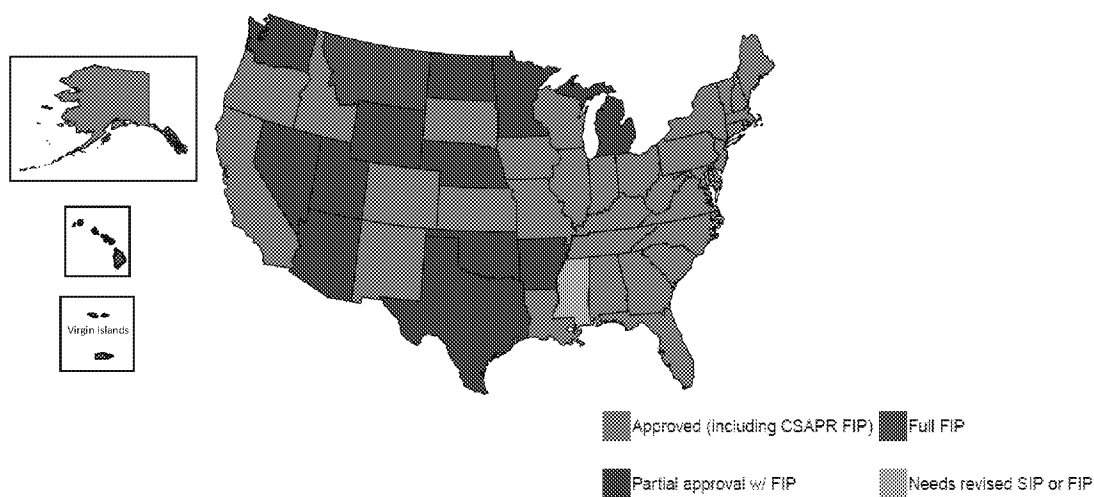 Virgin Islands
Approved (including CSAPR FIP) Full FIP
Partial approval w/ FIP Needs revised SIP or FIP